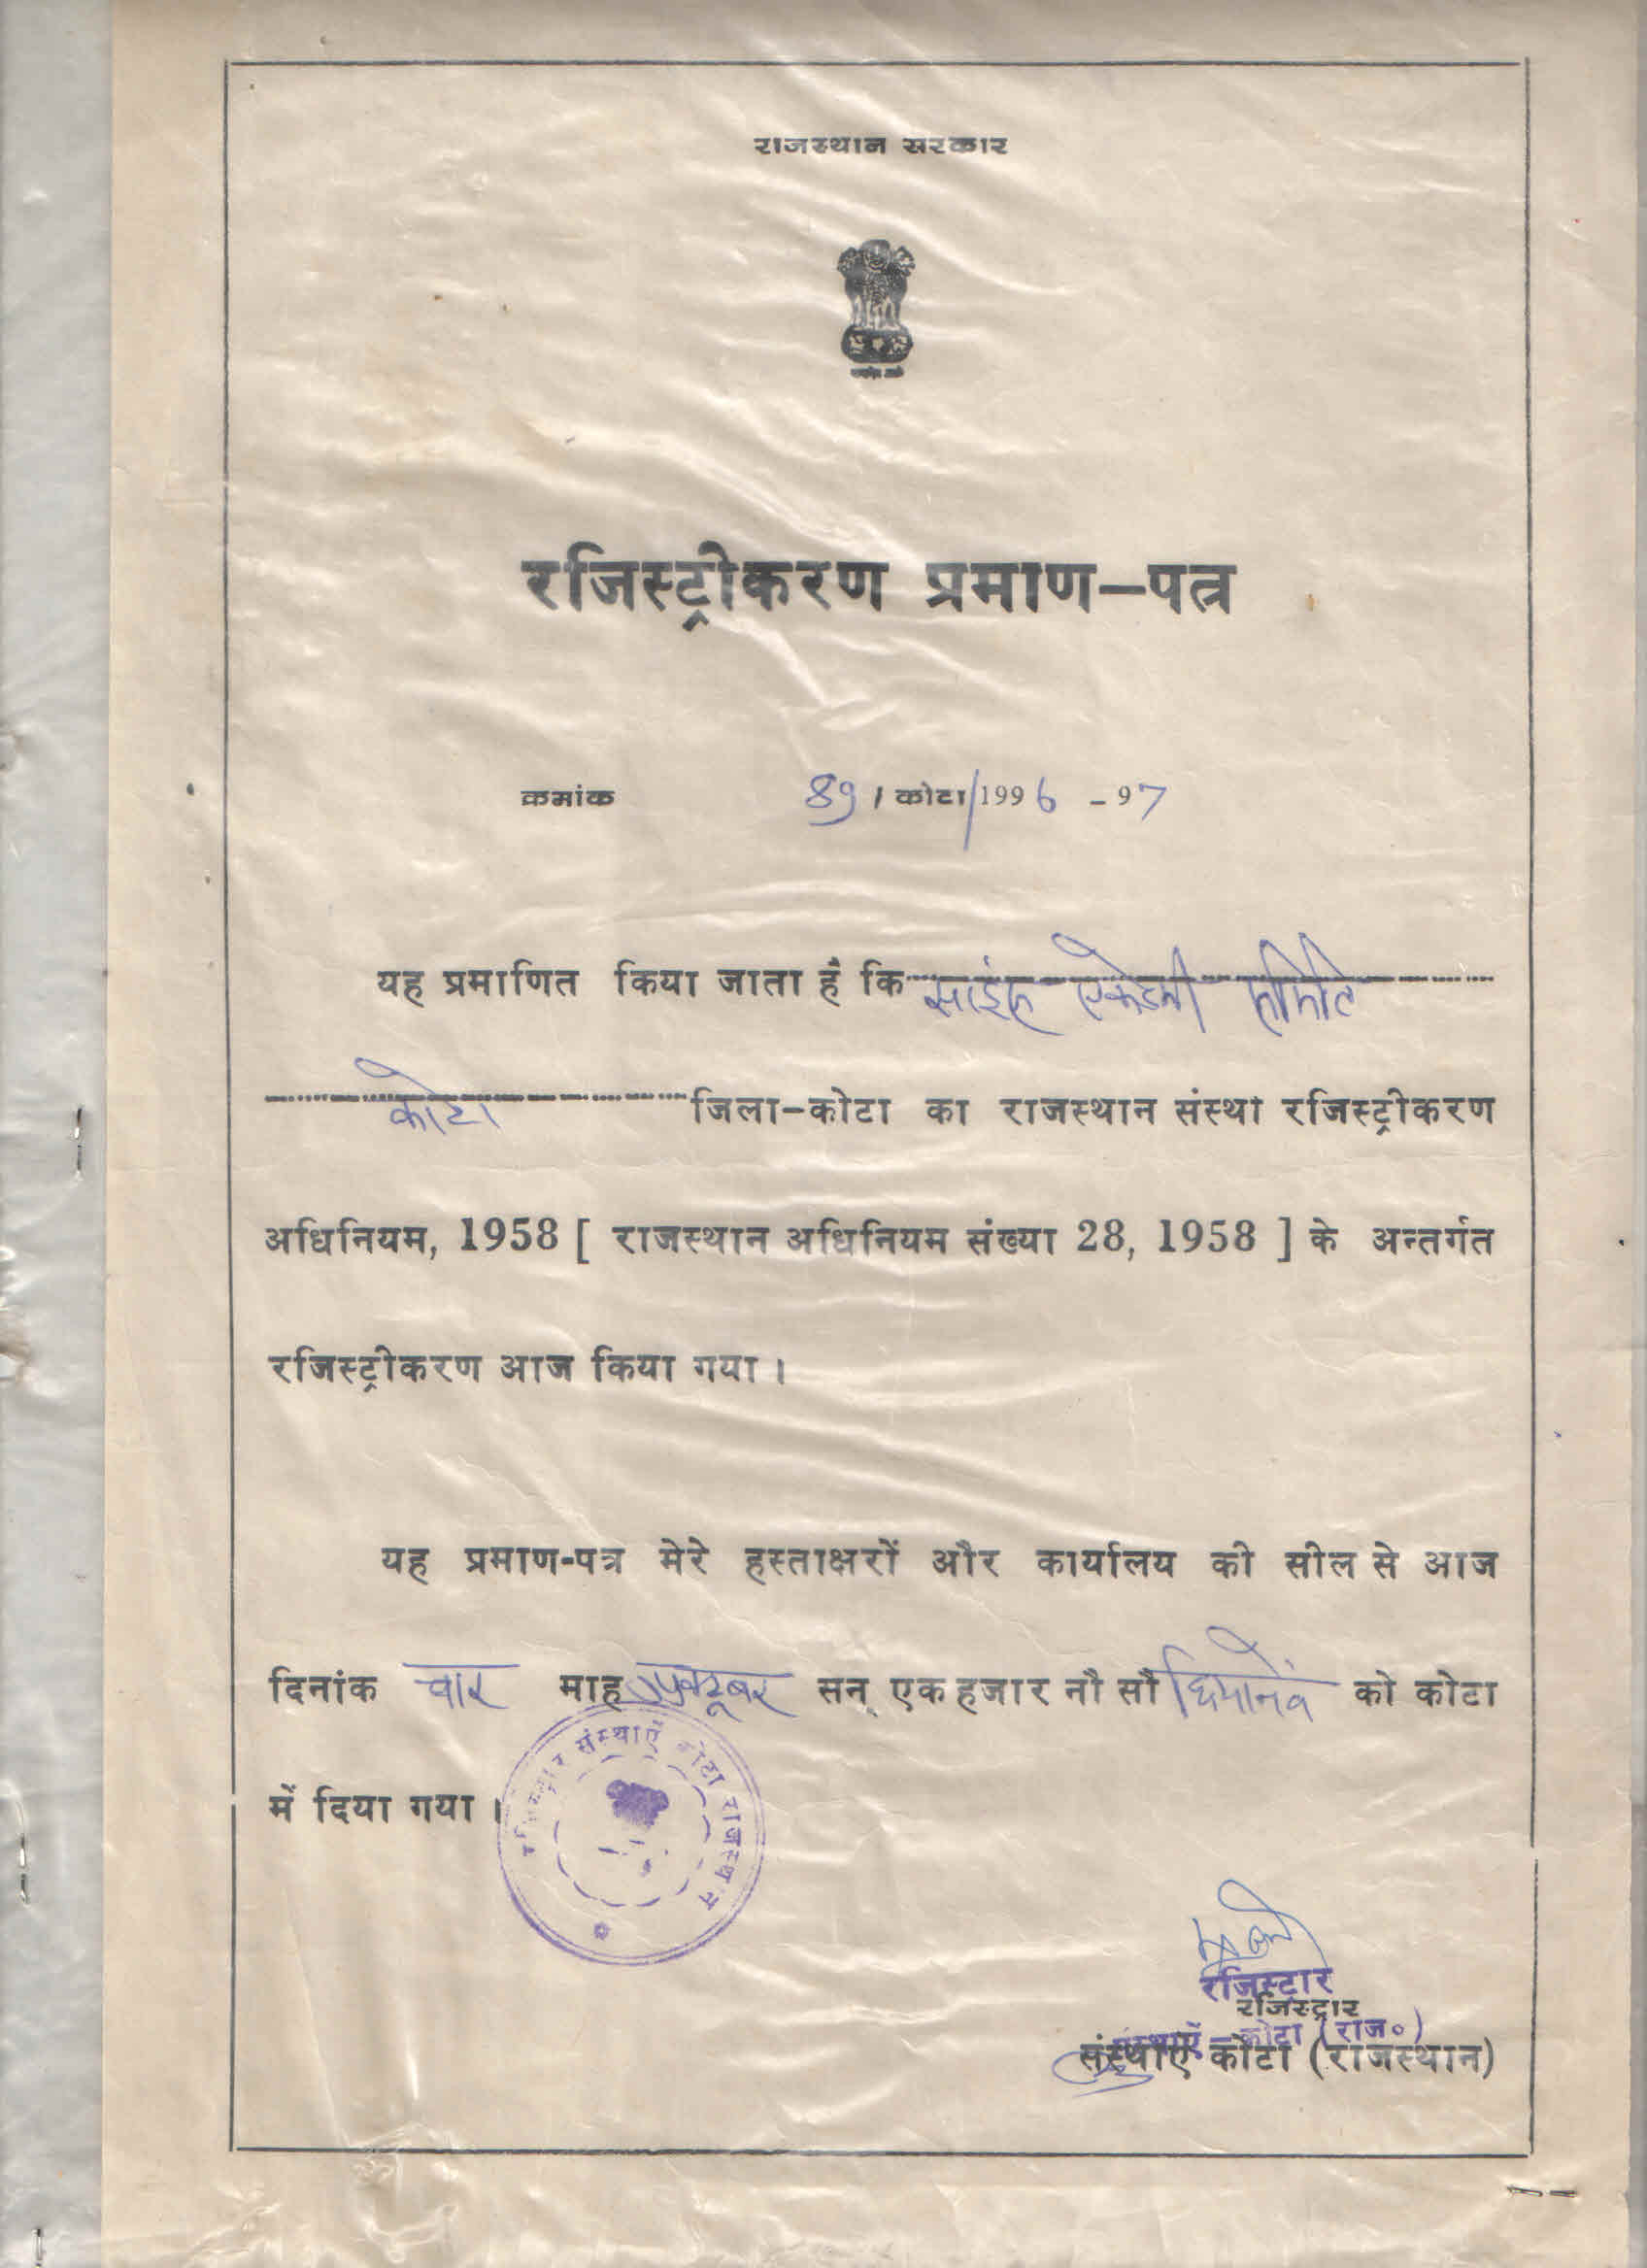 राजस्थान सरकार
रजिस्ट्रीकरण प्रमाण-पत्र
क्रमांक 89 / कोटा/1996 - 97
यह प्रमाणित किया जाता है कि साइंस एकेडमी समिति
कोटा जिला-कोटा का राजस्थान संस्था रजिस्ट्रीकरण
अधिनियम, 1958 [ राजस्थान अधिनियम संख्या 28, 1958 ] के अन्तर्गत
रजिस्ट्रीकरण आज किया गया ।
यह प्रमाण-पत्र मेरे हस्ताक्षरों और कार्यालय की सील से आज
दिनांक चार माह अक्टूबर सन् एक हजार नौ सौ छियानवें को कोटा
में दिया गया ।
रजिस्ट्रार संस्थाऐं कोटा राजस्थान
रजिस्ट्रार
रजिस्ट्रार
संस्थाऐं कोटा (राज०)
संस्थाऐं कोटा (राजस्थान)